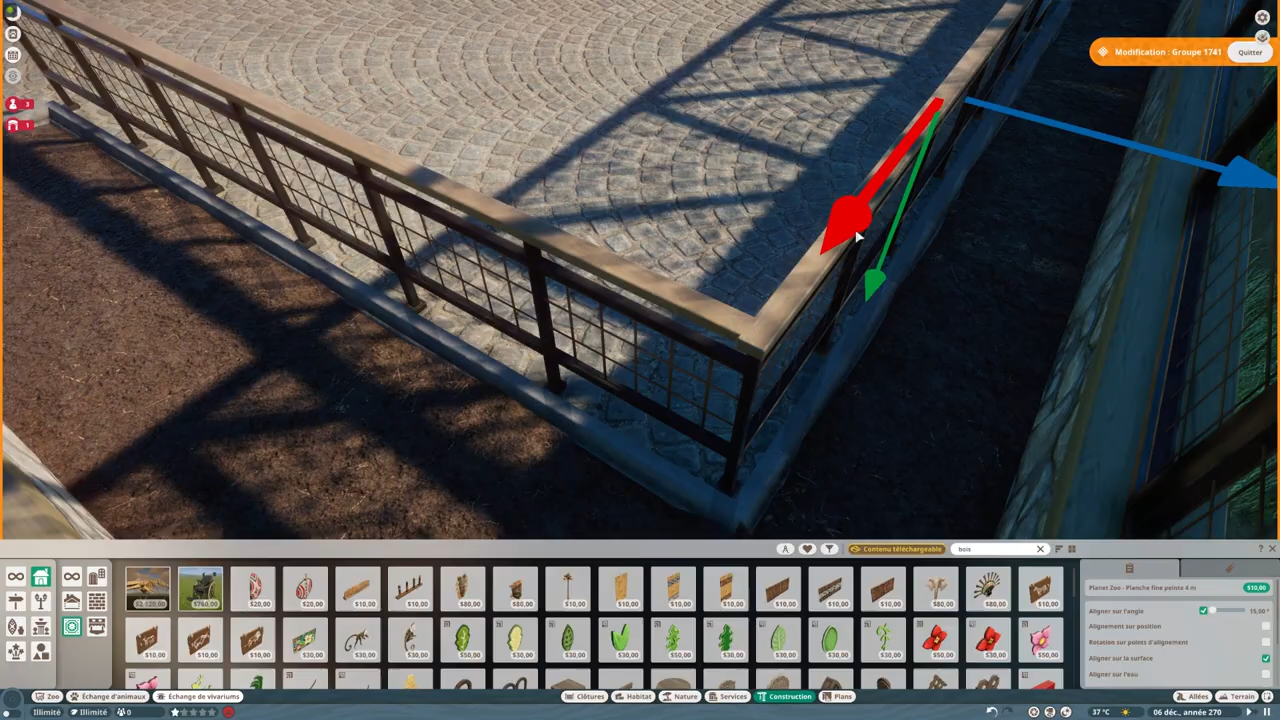 Modification : Groupe 1741
Quitter
3
1
A
Contenu téléchargeable
bois
?
$2 120,00
$760,00
$20,00
$20,00
$10,00
$10,00
$80,00
$80,00
$10,00
$10,00
$10,00
$10,00
$10,00
$10,00
$10,00
$80,00
$80,00
$10,00
$10,00
$10,00
$10,00
$30,00
$30,00
$30,00
$50,00
$30,00
$30,00
$30,00
$50,00
$30,00
$30,00
$30,00
$30,00
$50,00
$30,00
$50,00
Planet Zoo - Planche fine peinte 4 m
$10,00
Aligner sur l'angle
15,00 °
Alignement sur position
Rotation sur points d'alignement
Aligner sur la surface
Aligner sur l'eau
Zoo
Échange d'animaux
Échange de vivariums
Clôtures
Habitat
Nature
Services
Construction
Plans
Allées
Terrain
Illimité
Illimité
0
37 °C
06 déc., année 270